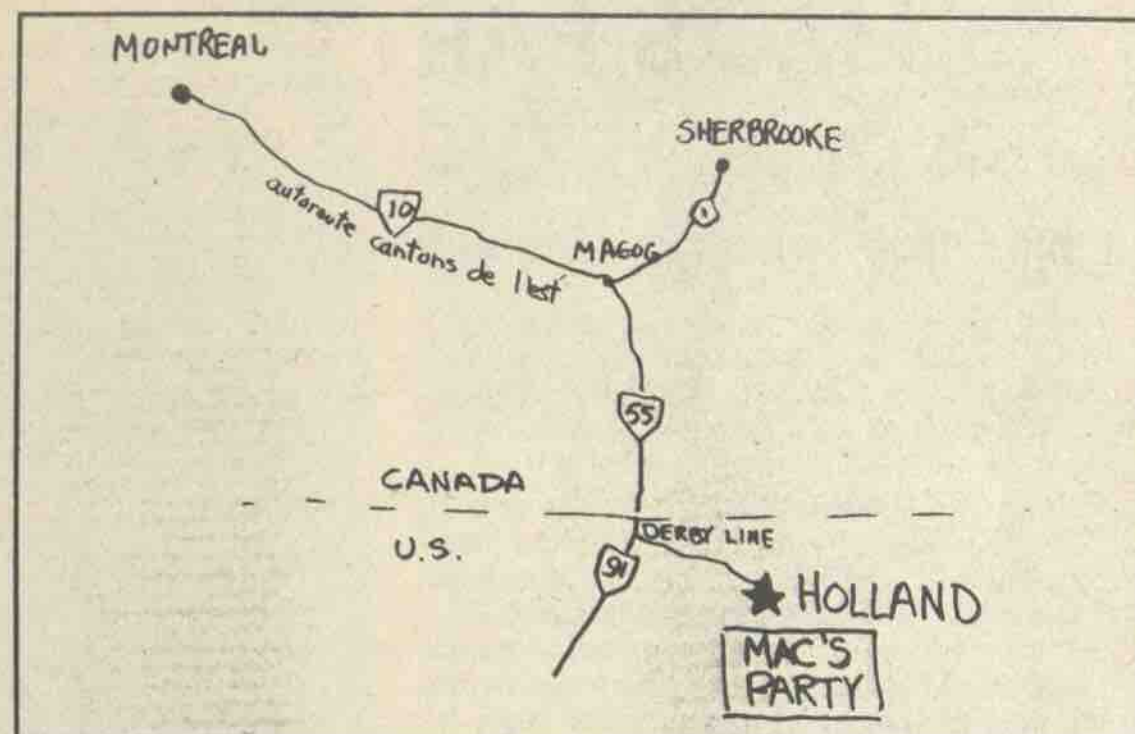 MONTREAL
SHERBROOKE
10
autoroute cantons de l'est
1
MAGOG
55
CANADA
U.S.
DERBY LINE
91
HOLLAND
MAC'S
PARTY